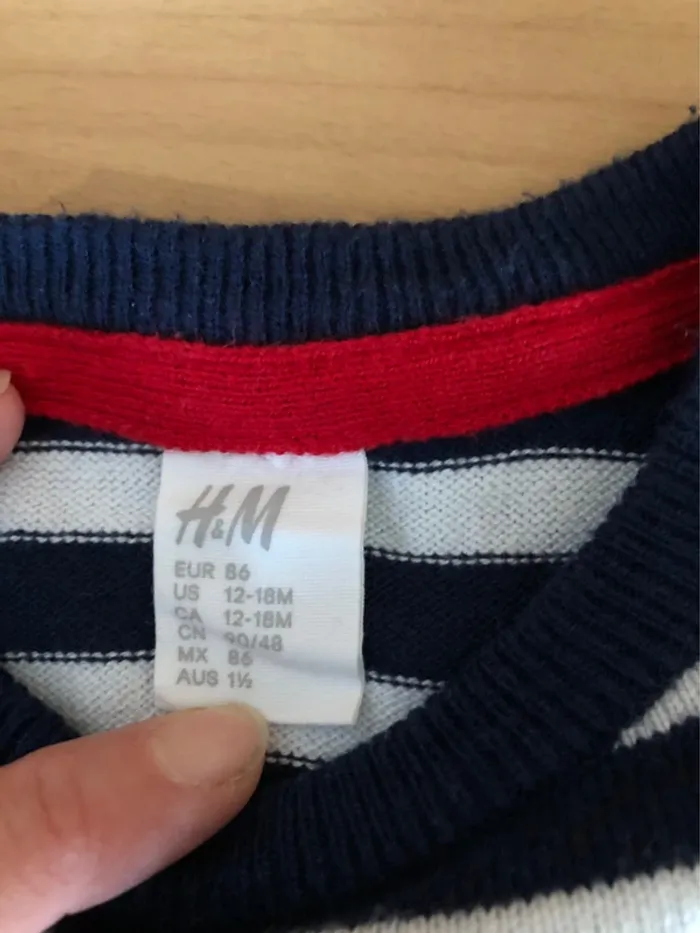 H&M
EUR 86
US 12-18M
CA 12-18M
CN 90/48
MX 86
AUS 1½